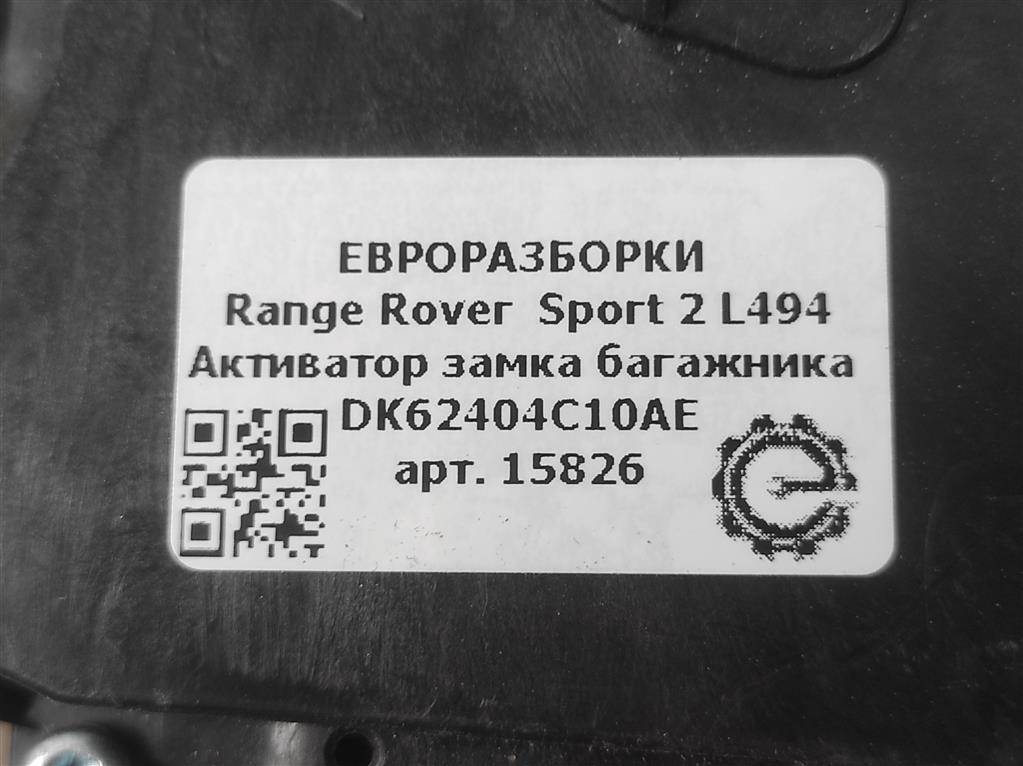 ЕВРОРАЗБОРКИ
Range Rover Sport 2 L494
Активатор замка багажника
DK62404C10AE
арт. 15826